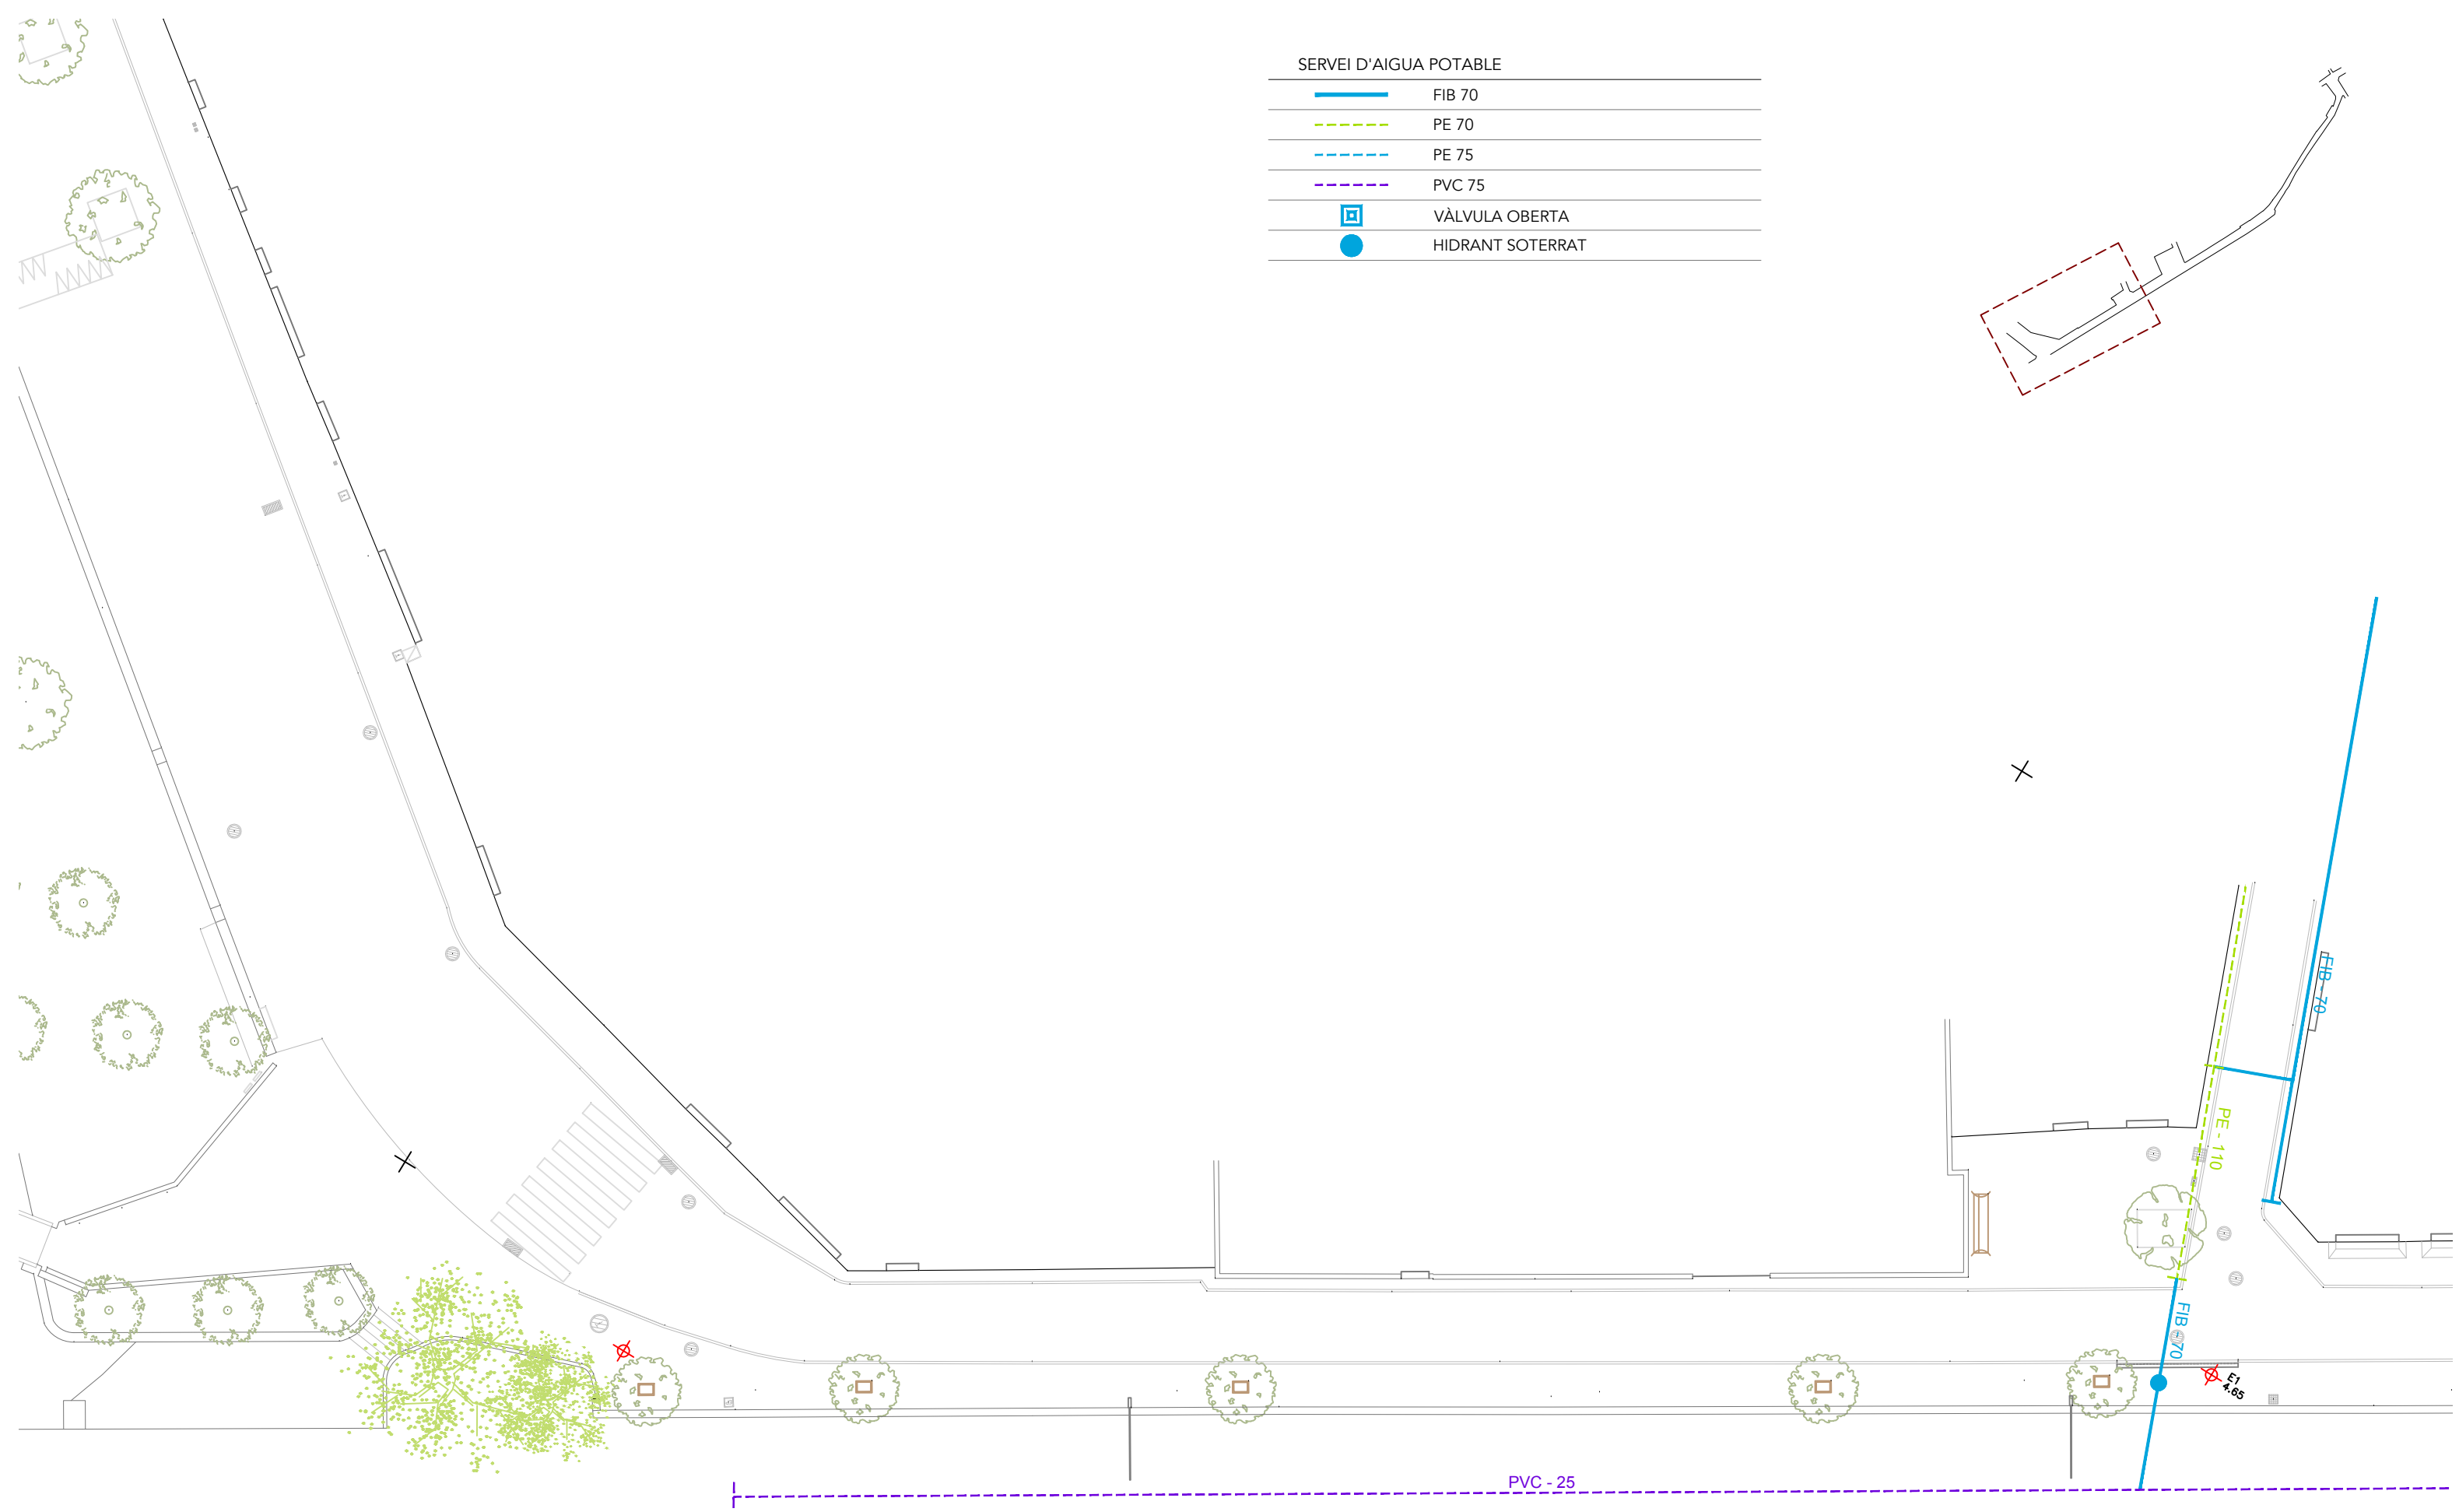 SERVEI D'AIGUA POTABLE
FIB 70
PE 70
PE 75
PVC 75
VÀLVULA OBERTA
HIDRANT SOTERRAT
FIB - 70
PE - 110
FIB - 70
E1
4.65
PVC - 25